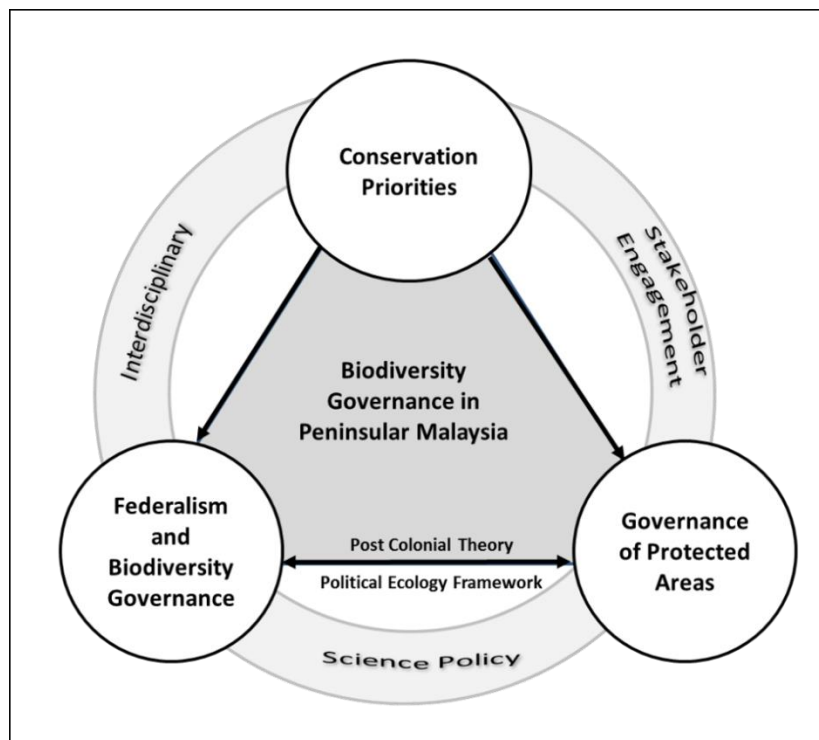 Conservation
Priorities
Interdisciplinary
Stakeholder
Engagement
Biodiversity
Governance in
Peninsular Malaysia
Federalism
and
Biodiversity
Governance
Post Colonial Theory
Political Ecology Framework
Governance
of Protected
Areas
Science Policy